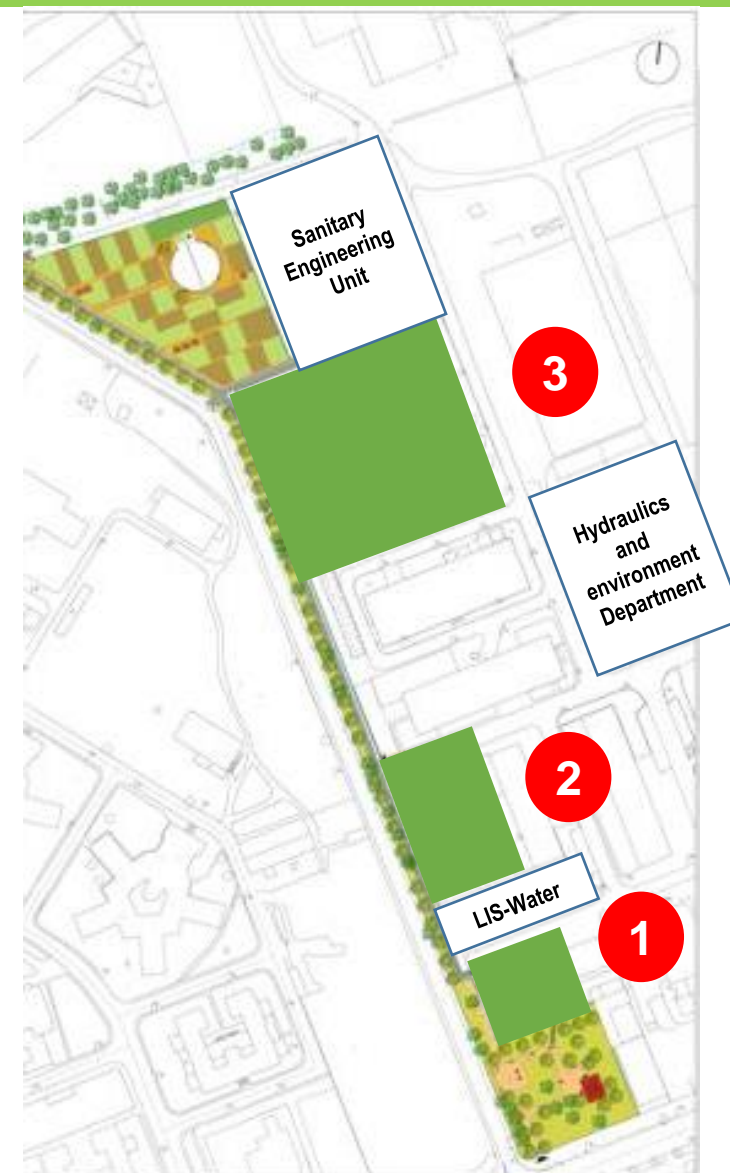 Sanitary
Engineering
Unit
3
Hydraulics
and
environment
Department
2
LIS-Water
1